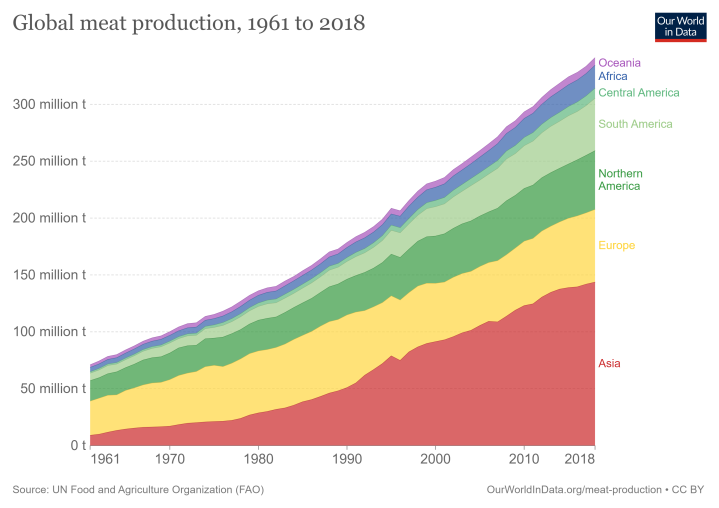 Global meat production, 1961 to 2018
Our World
in Data
Oceania
Africa
Central America
South America
Northern
America
Europe
Asia
300 million t
250 million t
200 million t
150 million t
100 million t
50 million t
0 t
1961
1970
1980
1990
2000
2010
2018
Source: UN Food and Agriculture Organization (FAO)
OurWorldInData.org/meat-production • CC BY